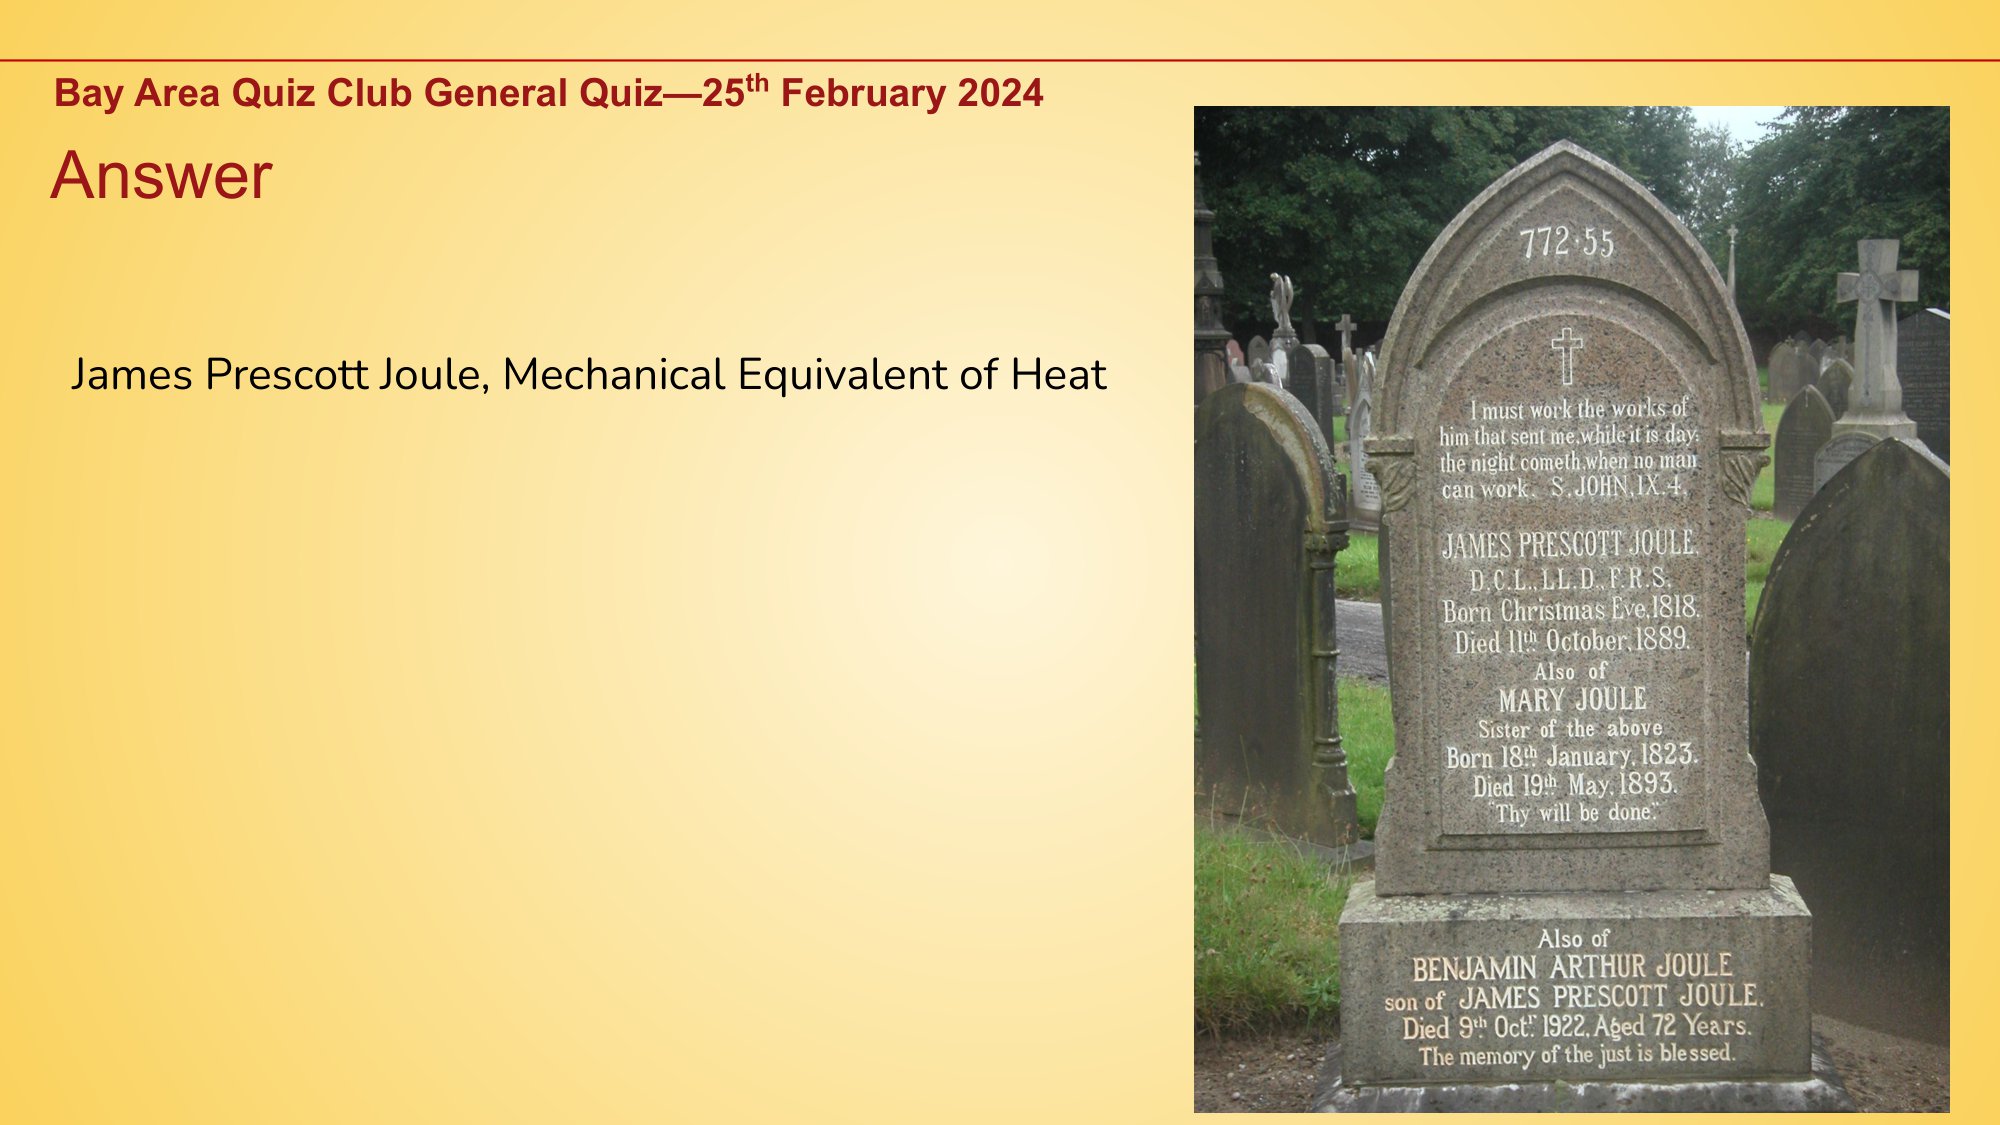 Bay Area Quiz Club General Quiz—25th February 2024
Answer
James Prescott Joule, Mechanical Equivalent of Heat
772·55
I must work the works of
him that sent me, while it is day:
the night cometh, when no man
can work. S. JOHN, IX. 4.
JAMES PRESCOTT JOULE,
D.C.L., LL.D., F.R.S.
Born Christmas Eve, 1818.
Died 11th October, 1889.
Also of
MARY JOULE
Sister of the above
Born 18th January, 1823.
Died 19th May, 1893.
"Thy will be done."
Also of
BENJAMIN ARTHUR JOULE
son of JAMES PRESCOTT JOULE.
Died 9th Octr 1922, Aged 72 Years.
The memory of the just is blessed.